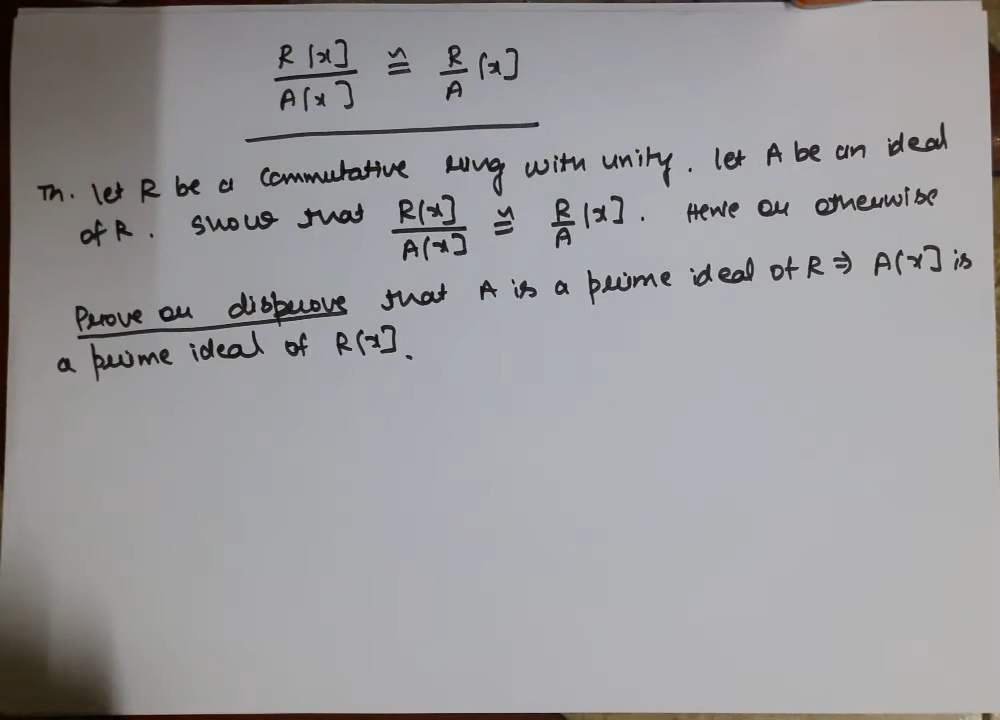 R[x] / A[x] ≅ R/A [x]
Th. let R be a commutative ring with unity. let A be an ideal
of R. show that R[x] / A[x] ≅ R/A [x]. Hence or otherwise
Prove or disprove that A is a prime ideal of R ⇒ A[x] is
a prime ideal of R[x].